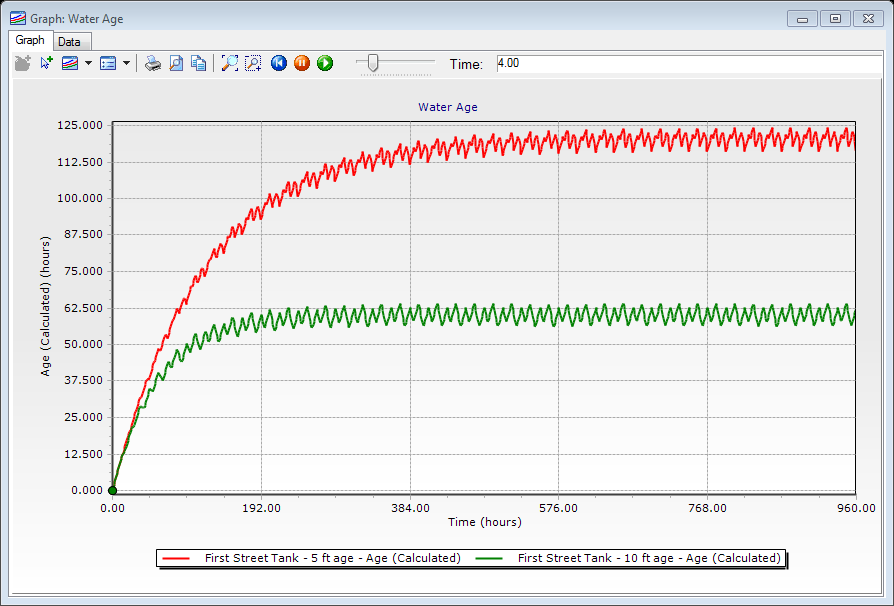 Graph: Water Age
Graph Data
Time: 4.00
Water Age
125.000
112.500
100.000
87.500
75.000
62.500
50.000
37.500
25.000
12.500
0.000
Age (Calculated) (hours)
0.00 192.00 384.00 576.00 768.00 960.00
Time (hours)
First Street Tank - 5 ft age - Age (Calculated) First Street Tank - 10 ft age - Age (Calculated)